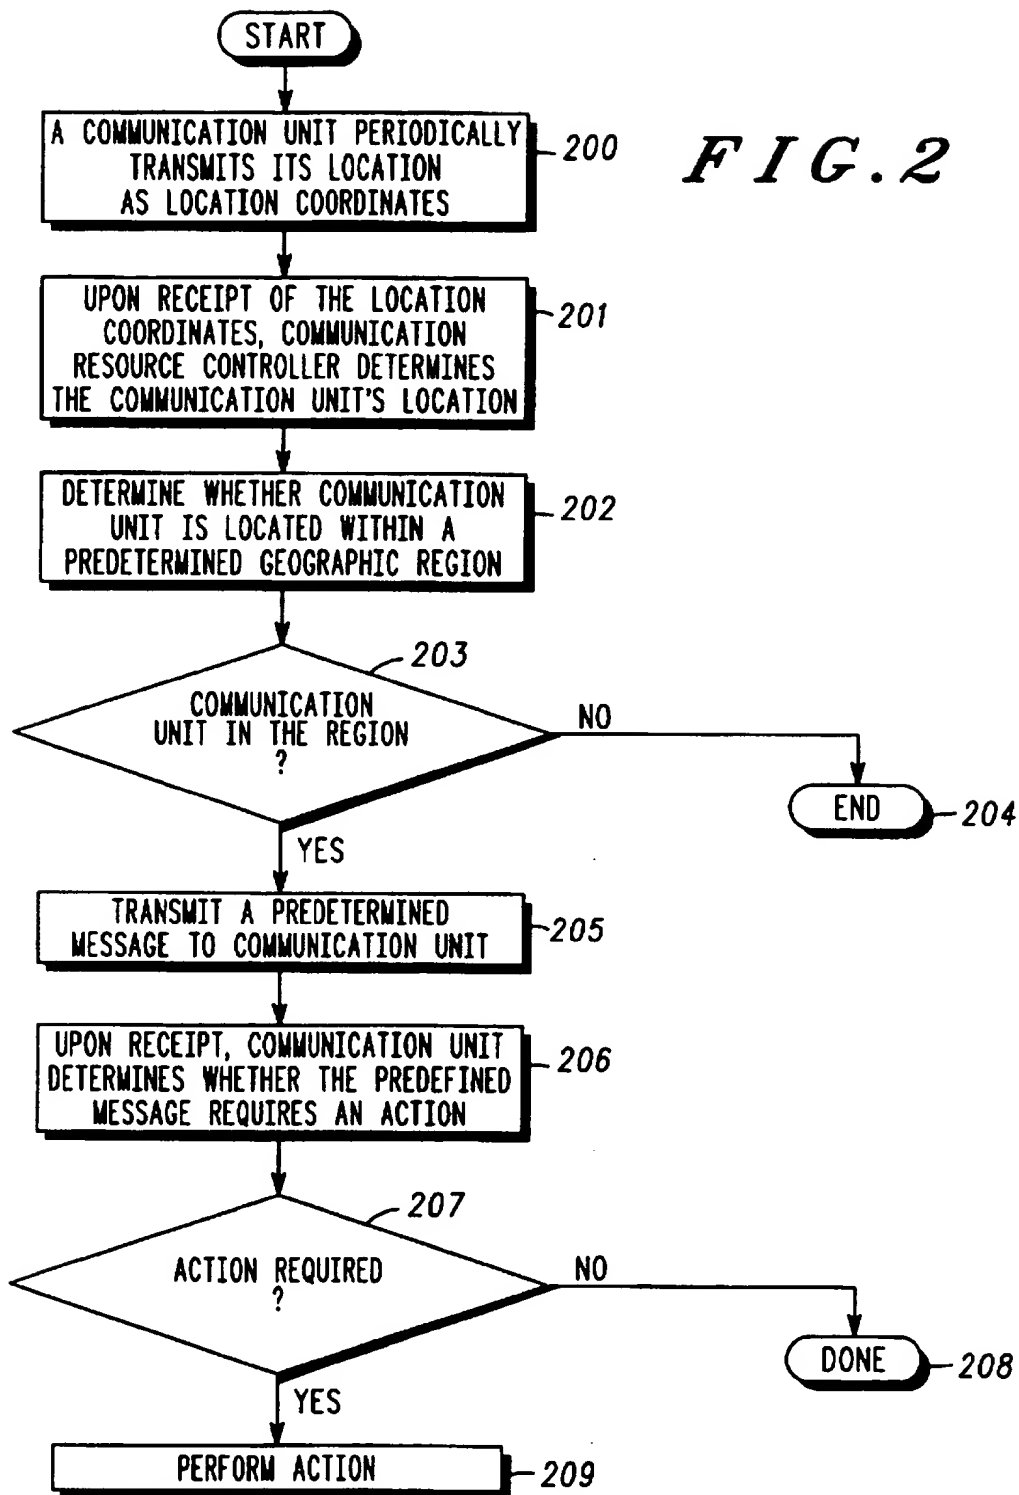 START
A COMMUNICATION UNIT PERIODICALLY
TRANSMITS ITS LOCATION
AS LOCATION COORDINATES
200
FIG.2
UPON RECEIPT OF THE LOCATION
COORDINATES, COMMUNICATION
RESOURCE CONTROLLER DETERMINES
THE COMMUNICATION UNIT'S LOCATION
201
DETERMINE WHETHER COMMUNICATION
UNIT IS LOCATED WITHIN A
PREDETERMINED GEOGRAPHIC REGION
202
203
COMMUNICATION
UNIT IN THE REGION
?
NO
END
204
YES
TRANSMIT A PREDETERMINED
MESSAGE TO COMMUNICATION UNIT
205
UPON RECEIPT, COMMUNICATION UNIT
DETERMINES WHETHER THE PREDEFINED
MESSAGE REQUIRES AN ACTION
206
207
ACTION REQUIRED
?
NO
DONE
208
YES
PERFORM ACTION
209